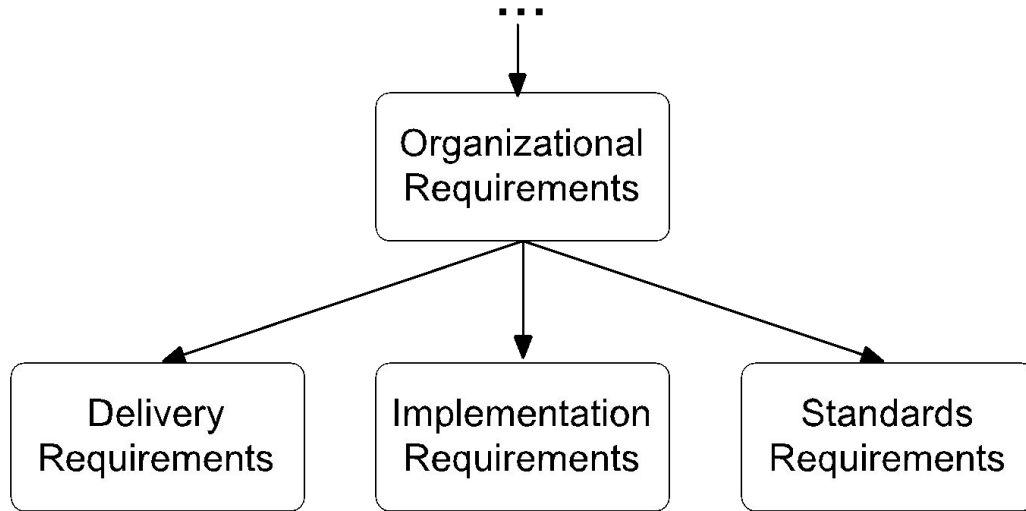 ...
Organizational
Requirements
Delivery
Requirements
Implementation
Requirements
Standards
Requirements